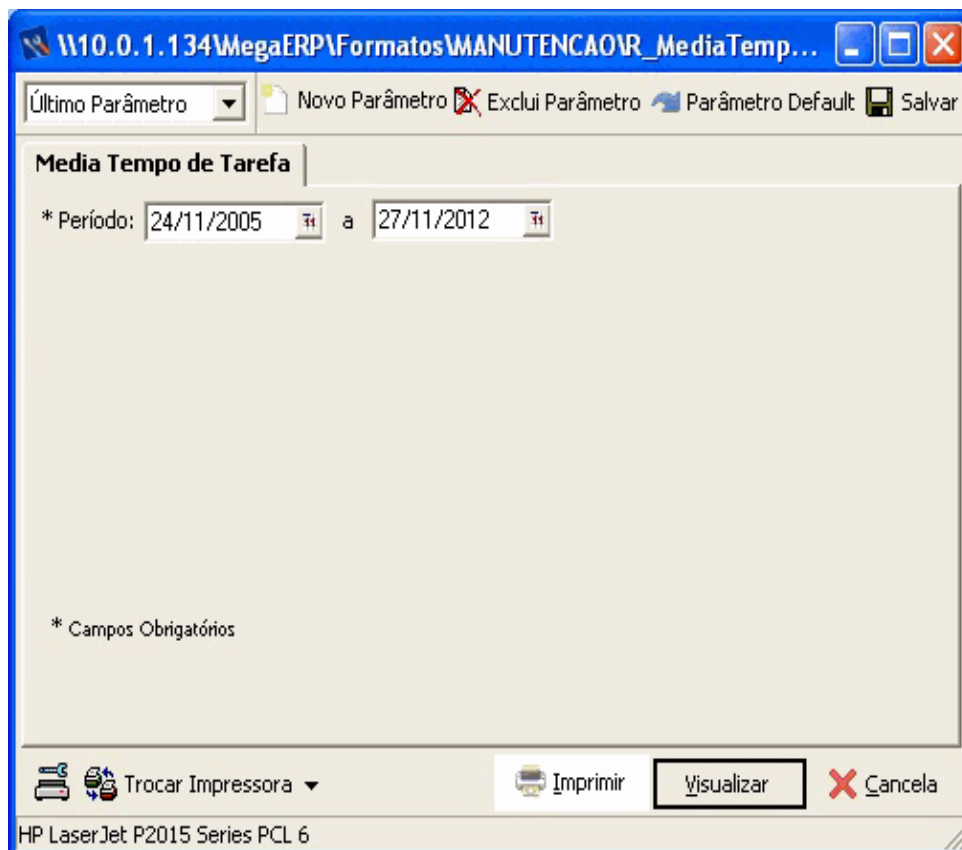 \\10.0.1.134\MegaERP\Formatos\MANUTENCAO\R_MediaTemp...
Último Parâmetro Novo Parâmetro Exclui Parâmetro Parâmetro Default Salvar
Media Tempo de Tarefa
* Período: 24/11/2005 a 27/11/2012
* Campos Obrigatórios
Trocar Impressora Imprimir Visualizar Cancela
HP LaserJet P2015 Series PCL 6